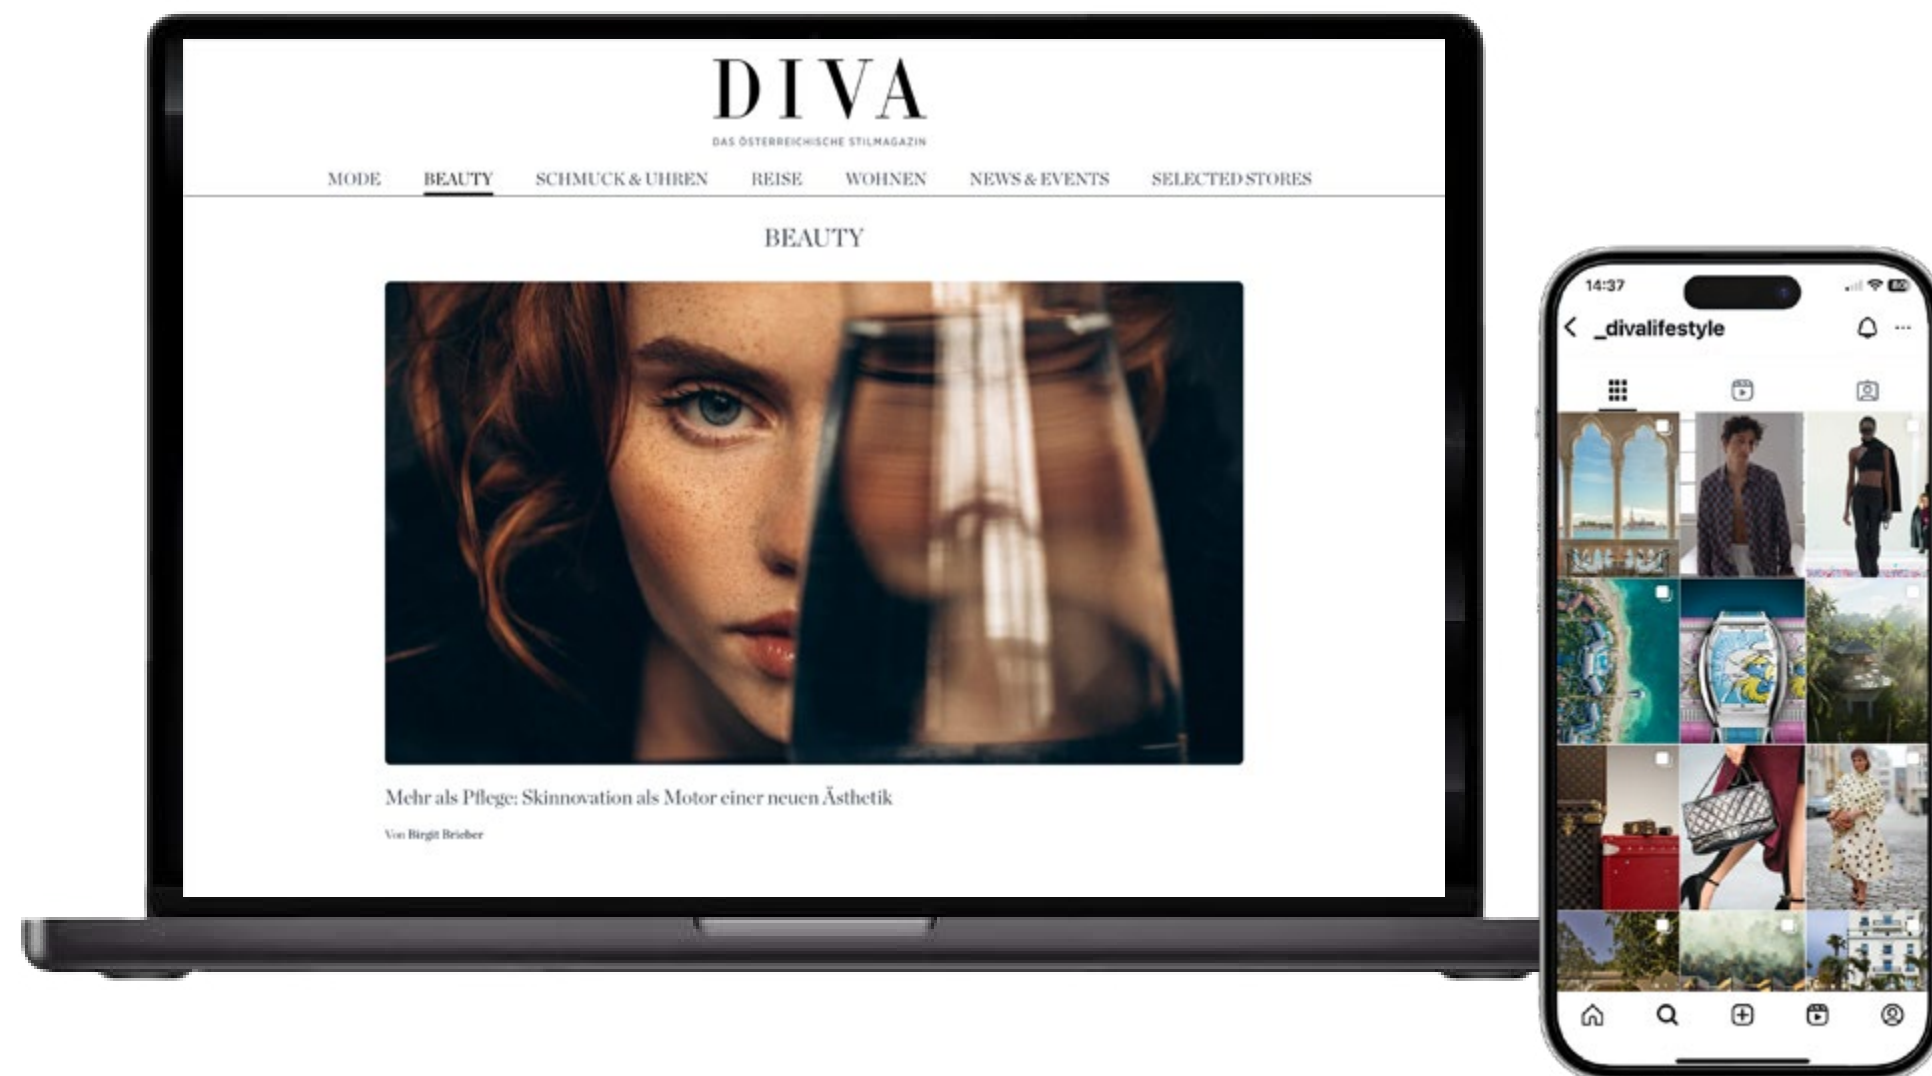 DIVA
DAS ÖSTERREICHISCHE STILMAGAZIN
MODE BEAUTY SCHMUCK & UHREN REISE WOHNEN NEWS & EVENTS SELECTED STORES
BEAUTY
Mehr als Pflege: Skinnovation als Motor einer neuen Ästhetik
Von Birgit Brieber
14:37
80
_divalifestyle